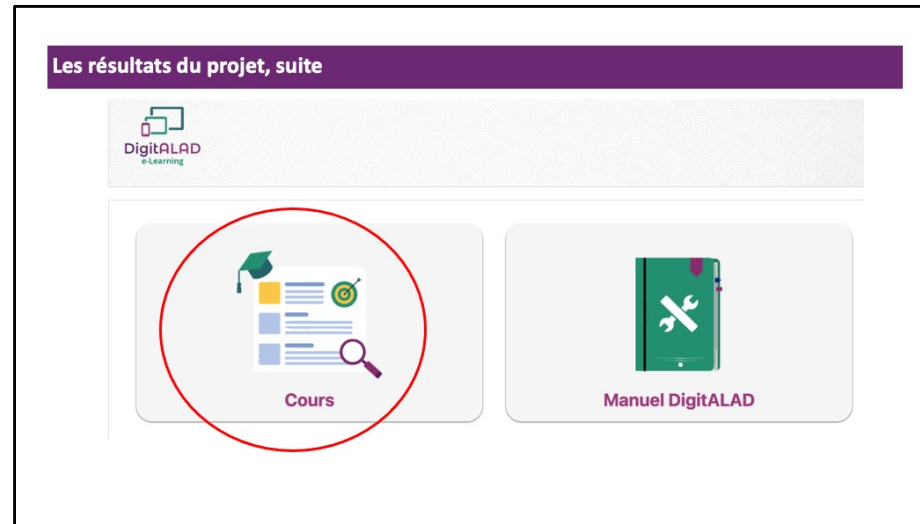 Les résultats du projet, suite
DigitALAD
e-Learning
Cours
Manuel DigitALAD